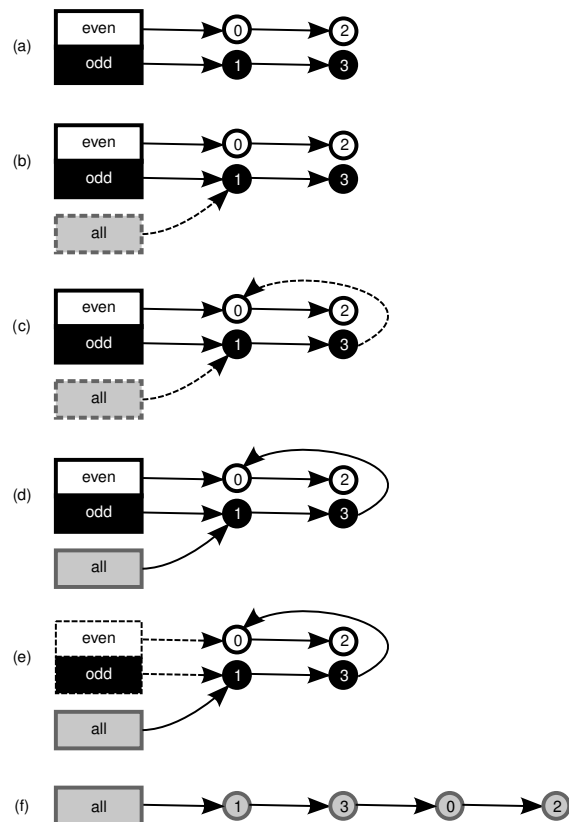 (a) even 0 2
odd 1 3
(b) even 0 2
odd 1 3
all
(c) even 0 2
odd 1 3
all
(d) even 0 2
odd 1 3
all
(e) even 0 2
odd 1 3
all
(f) all 1 3 0 2